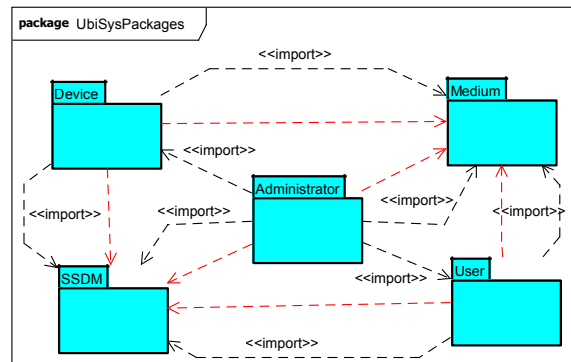 package UbiSysPackages
<<import>>
Device
Medium
<<import>>
Administrator
<<import>>
<<import>>
<<import>>
<<import>>
SSDM
<<import>>
User
<<import>>